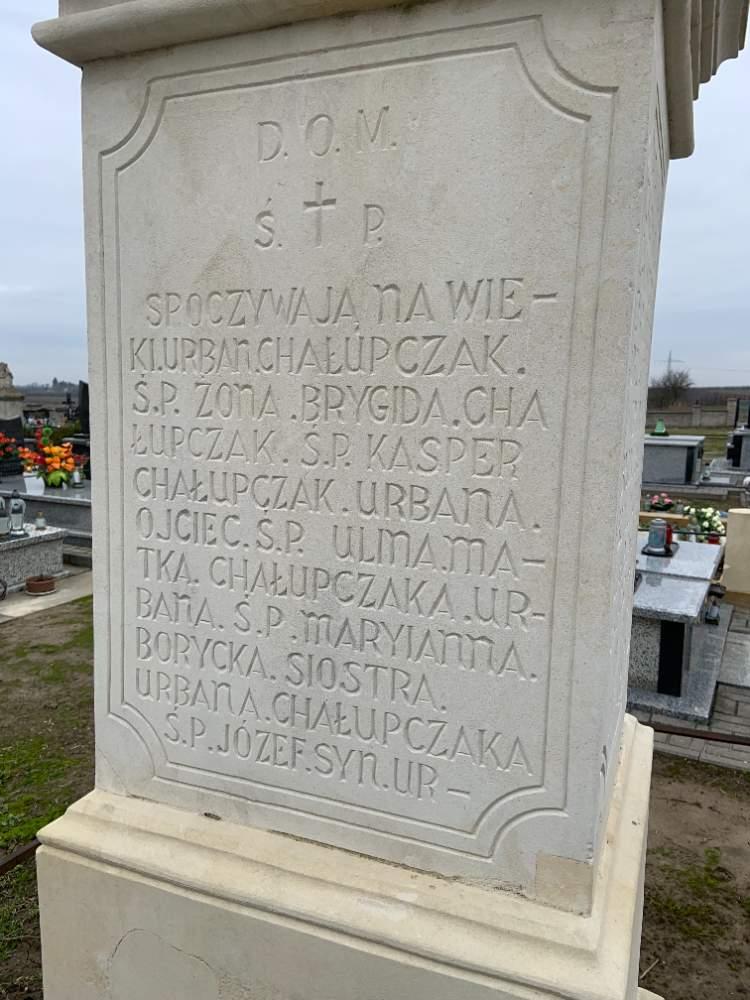 D. O. M.
Ś. P.
SPOCZYWAJĄ NA WIE-
KI.URBAN.CHAŁUPCZAK.
Ś.P. ŻONA.BRYGIDA.CHA
ŁUPCZAK. Ś.P. KASPER
CHAŁUPCZAK.URBANA.
OJCIEC.Ś.P. ULMA.MA-
TKA. CHAŁUPCZAKA.UR-
BANA. Ś.P. MARYIANNA.
BORYCKA. SIOSTRA.
URBANA.CHAŁUPCZAKA
Ś.P.JÓZEF.SYN.UR-